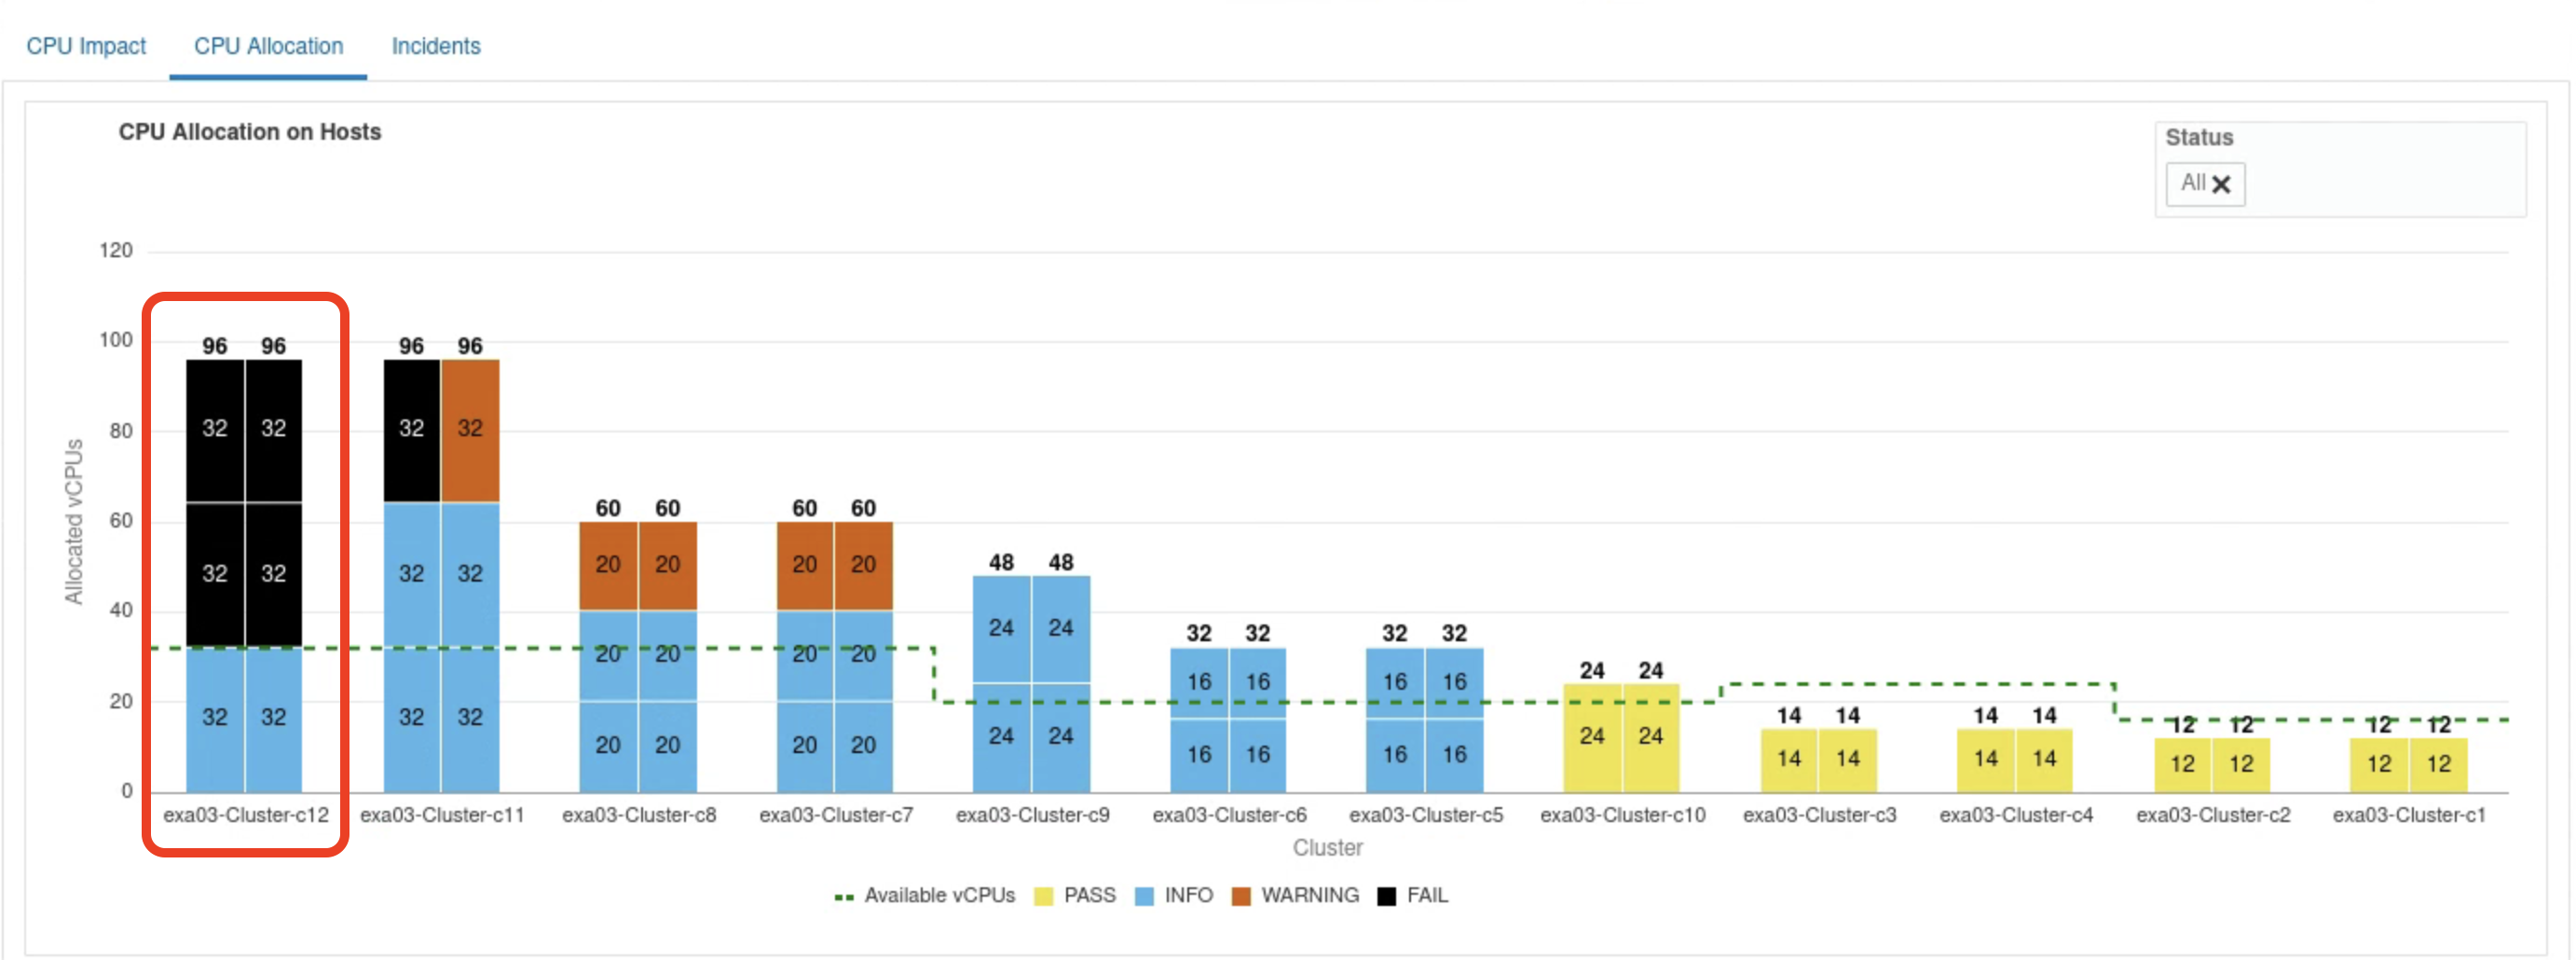 CPU Impact CPU Allocation Incidents
CPU Allocation on Hosts
Status
All
120
100
80
60
40
20
0
Allocated vCPUs
96 96 96 96
32 32 32 32
60 60 60 60
48 48
32 32 32 32
20 20 20 20
24 24
32 32 32 32
24 24
20 20 20 20
16 16 16 16
14 14 14 14
12 12 12 12
32 32 32 32
20 20 20 20
24 24
16 16 16 16
24 24
14 14 14 14
12 12 12 12
exa03-Cluster-c12 exa03-Cluster-c11 exa03-Cluster-c8 exa03-Cluster-c7 exa03-Cluster-c9 exa03-Cluster-c6 exa03-Cluster-c5 exa03-Cluster-c10 exa03-Cluster-c3 exa03-Cluster-c4 exa03-Cluster-c2 exa03-Cluster-c1
Cluster
Available vCPUs PASS INFO WARNING FAIL